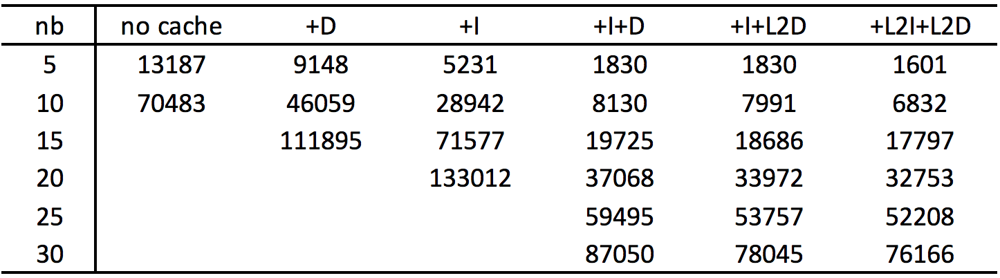 nb no cache +D +I +I+D +I+L2D +L2I+L2D
5 13187 9148 5231 1830 1830 1601
10 70483 46059 28942 8130 7991 6832
15 111895 71577 19725 18686 17797
20 133012 37068 33972 32753
25 59495 53757 52208
30 87050 78045 76166